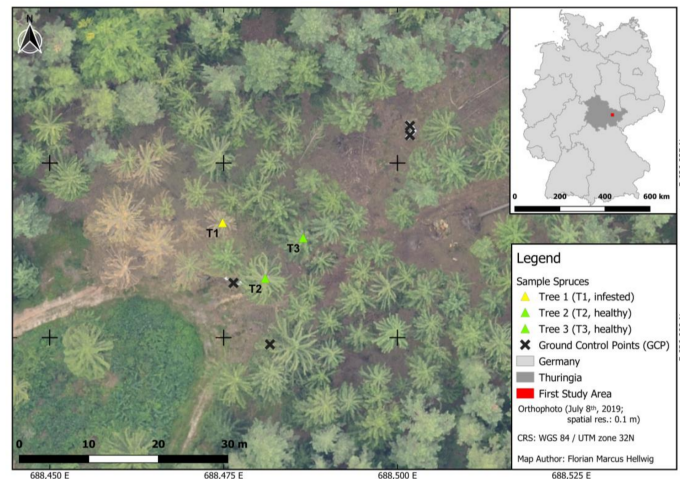 N
T1
T3
T2
0 10 20 30 m
688.450 E 688.475 E 688.500 E 688.525 E
0 200 400 600 km
Legend
Sample Spruces
Tree 1 (T1, infested)
Tree 2 (T2, healthy)
Tree 3 (T3, healthy)
Ground Control Points (GCP)
Germany
Thuringia
First Study Area
Orthophoto (July 8th, 2019;
spatial res.: 0.1 m)
CRS: WGS 84 / UTM zone 32N
Map Author: Florian Marcus Hellwig